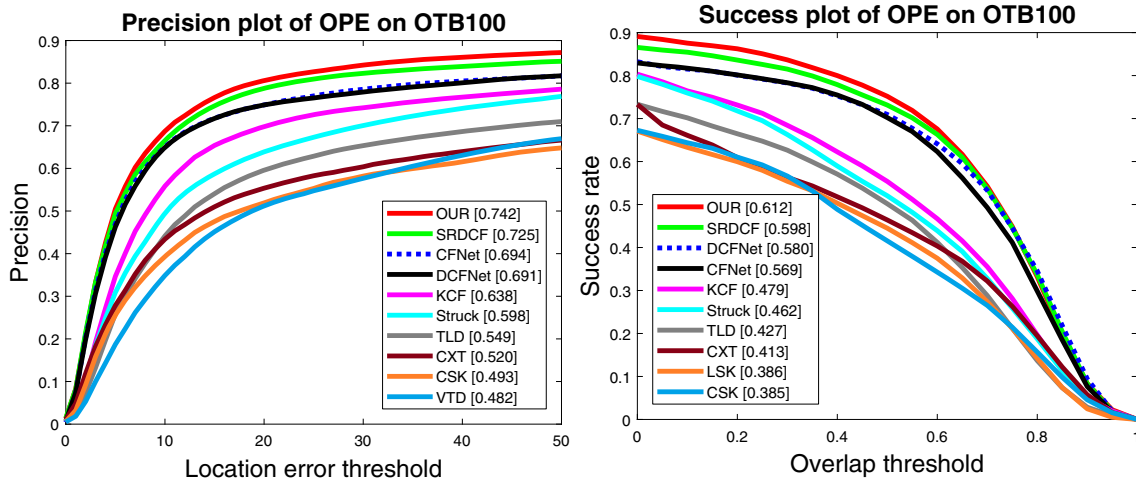 Precision plot of OPE on OTB100
0.9
0.8
0.7
0.6
0.5
0.4
0.3
0.2
0.1
0
Precision
OUR [0.742]
SRDCF [0.725]
CFNet [0.694]
DCFNet [0.691]
KCF [0.638]
Struck [0.598]
TLD [0.549]
CXT [0.520]
CSK [0.493]
VTD [0.482]
0 10 20 30 40 50
Location error threshold
Success plot of OPE on OTB100
0.9
0.8
0.7
0.6
0.5
0.4
0.3
0.2
0.1
0
Success rate
OUR [0.612]
SRDCF [0.598]
DCFNet [0.580]
CFNet [0.569]
KCF [0.479]
Struck [0.462]
TLD [0.427]
CXT [0.413]
LSK [0.386]
CSK [0.385]
0 0.2 0.4 0.6 0.8
Overlap threshold